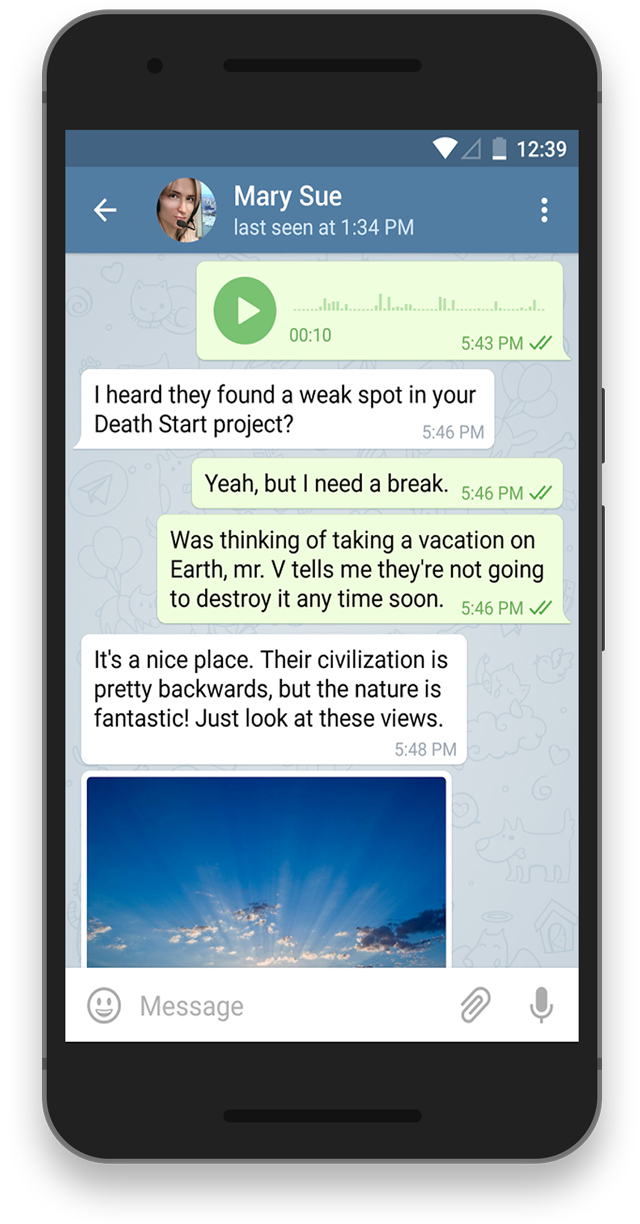 12:39
Mary Sue
last seen at 1:34 PM
00:10
5:43 PM
I heard they found a weak spot in your
Death Start project?
5:46 PM
Yeah, but I need a break.
5:46 PM
Was thinking of taking a vacation on
Earth, mr. V tells me they're not going
to destroy it any time soon.
5:46 PM
It's a nice place. Their civilization is
pretty backwards, but the nature is
fantastic! Just look at these views.
5:48 PM
Message